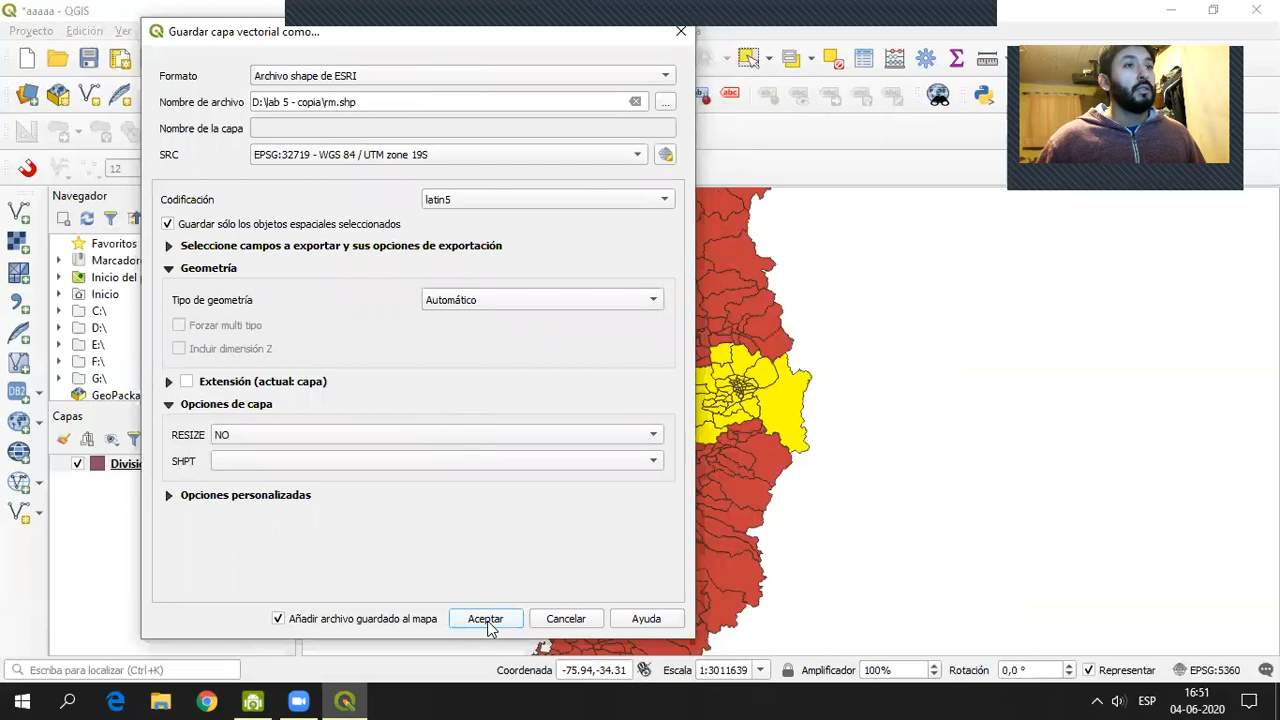 *aaaaa - QGIS
Guardar capa vectorial como...
Proyecto Edición Ver
Formato Archivo shape de ESRI
Nombre de archivo D:\lab 5 - copia\rm.shp ...
Nombre de la capa
SRC EPSG:32719 - WGS 84 / UTM zone 19S
Codificación latin5
Guardar sólo los objetos espaciales seleccionados
Seleccione campos a exportar y sus opciones de exportación
Geometría
Tipo de geometría Automático
Forzar multi tipo
Incluir dimensión Z
Extensión (actual: capa)
Opciones de capa
RESIZE NO
SHPT
Opciones personalizadas
Añadir archivo guardado al mapa Aceptar Cancelar Ayuda
abc abc
12
Navegador
Favoritos
Marcador
Inicio del
Inicio
C:\
D:\
E:\
F:\
G:\
GeoPacka
DB2
Capas
Divisi
Escriba para localizar (Ctrl+K) Coordenada -75.94,-34.31 Escala 1:3011639 Amplificador 100% Rotación 0,0 ° Representar EPSG:5360
ESP 16:51
04-06-2020